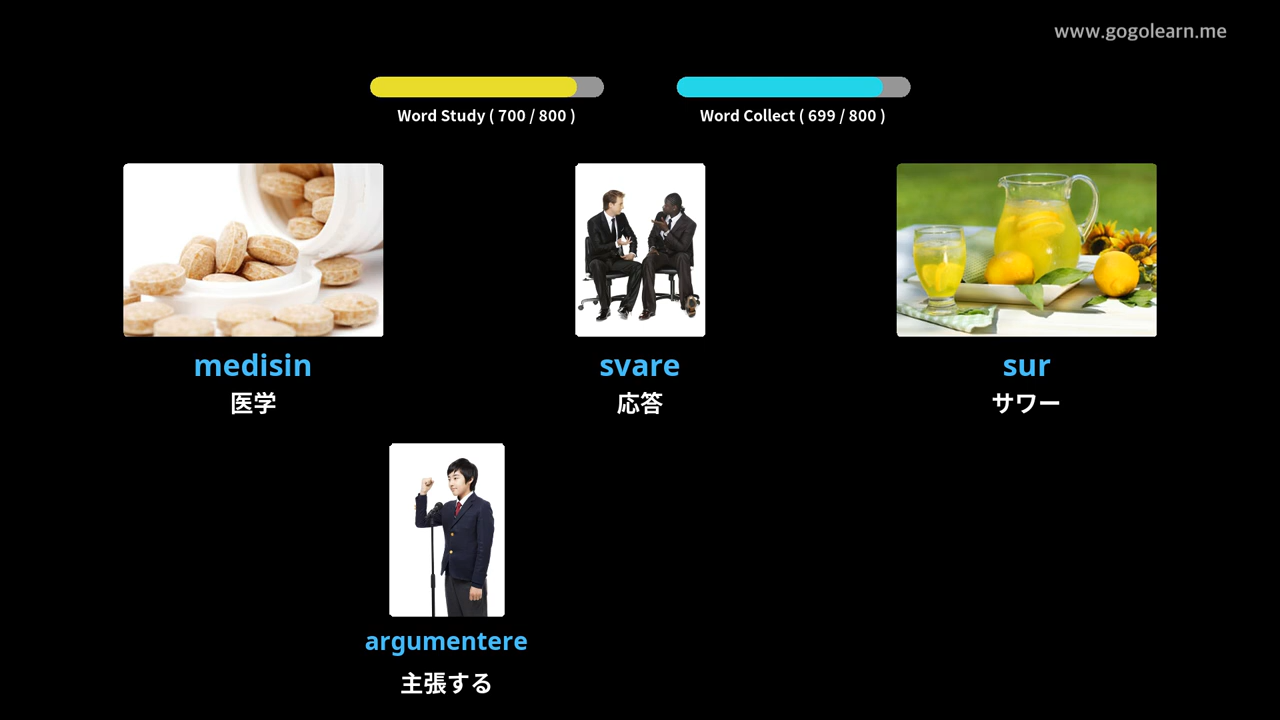 www.gogolearn.me
Word Study ( 700 / 800 )
Word Collect ( 699 / 800 )
medisin
医学
svare
応答
sur
サワー
argumentere
主張する